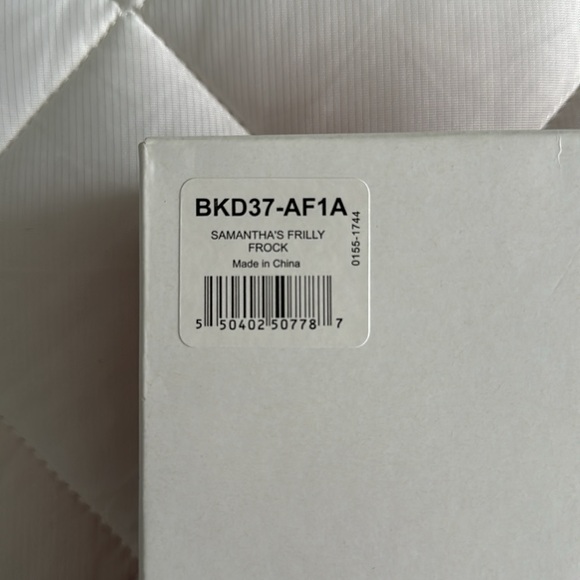 BKD37-AF1A
SAMANTHA'S FRILLY
FROCK
Made in China
0155-1744
5 50402 50778 7